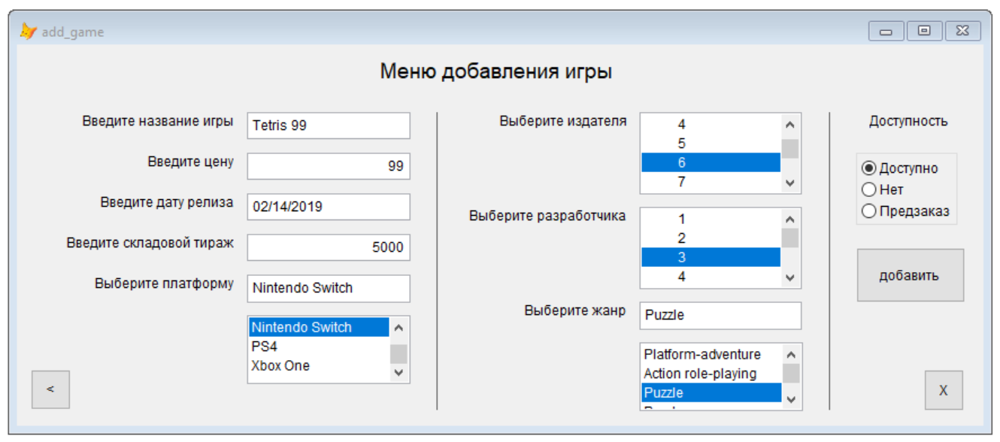 add_game
Меню добавления игры
Введите название игры
Tetris 99
Введите цену
99
Введите дату релиза
02/14/2019
Введите складовой тираж
5000
Выберите платформу
Nintendo Switch
Nintendo Switch
PS4
Xbox One
<
Выберите издателя
4
5
6
7
Выберите разработчика
1
2
3
4
Выберите жанр
Puzzle
Platform-adventure
Action role-playing
Puzzle
Доступность
Доступно
Нет
Предзаказ
добавить
X